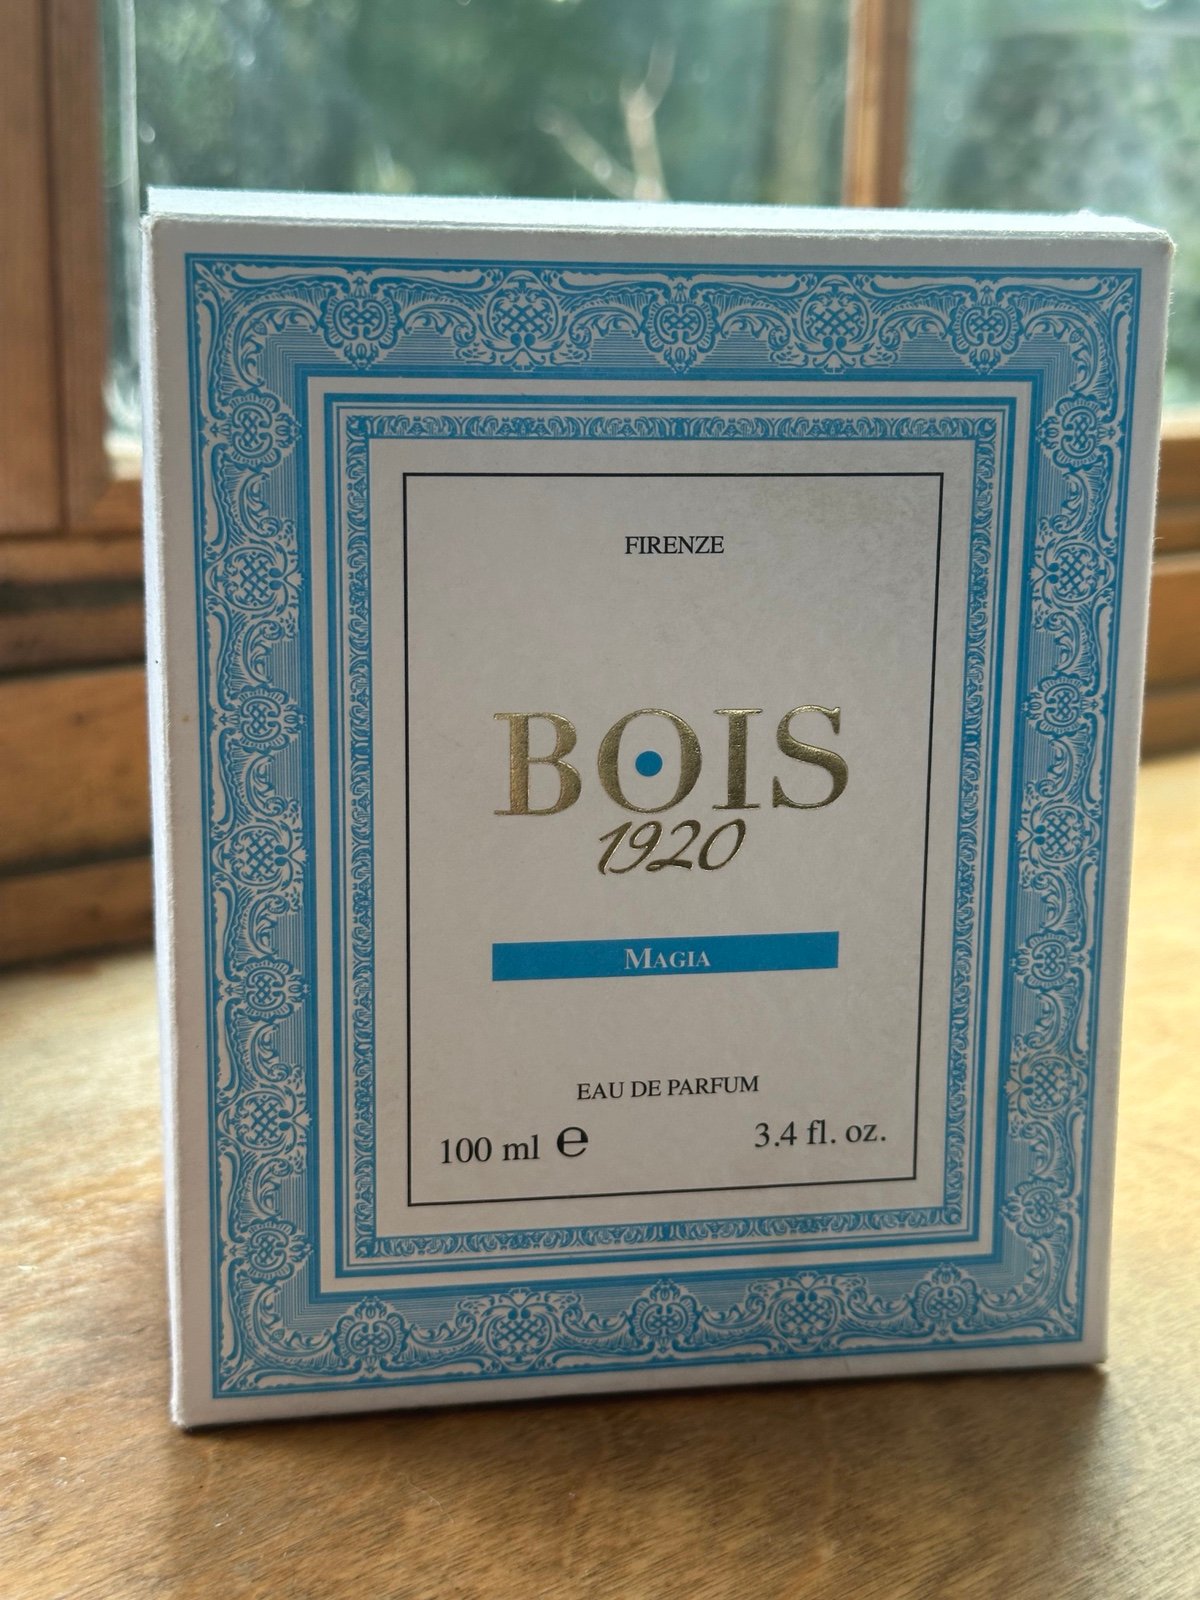 FIRENZE
BOIS
1920
MAGIA
EAU DE PARFUM
100 ml ℮ 3.4 fl. oz.